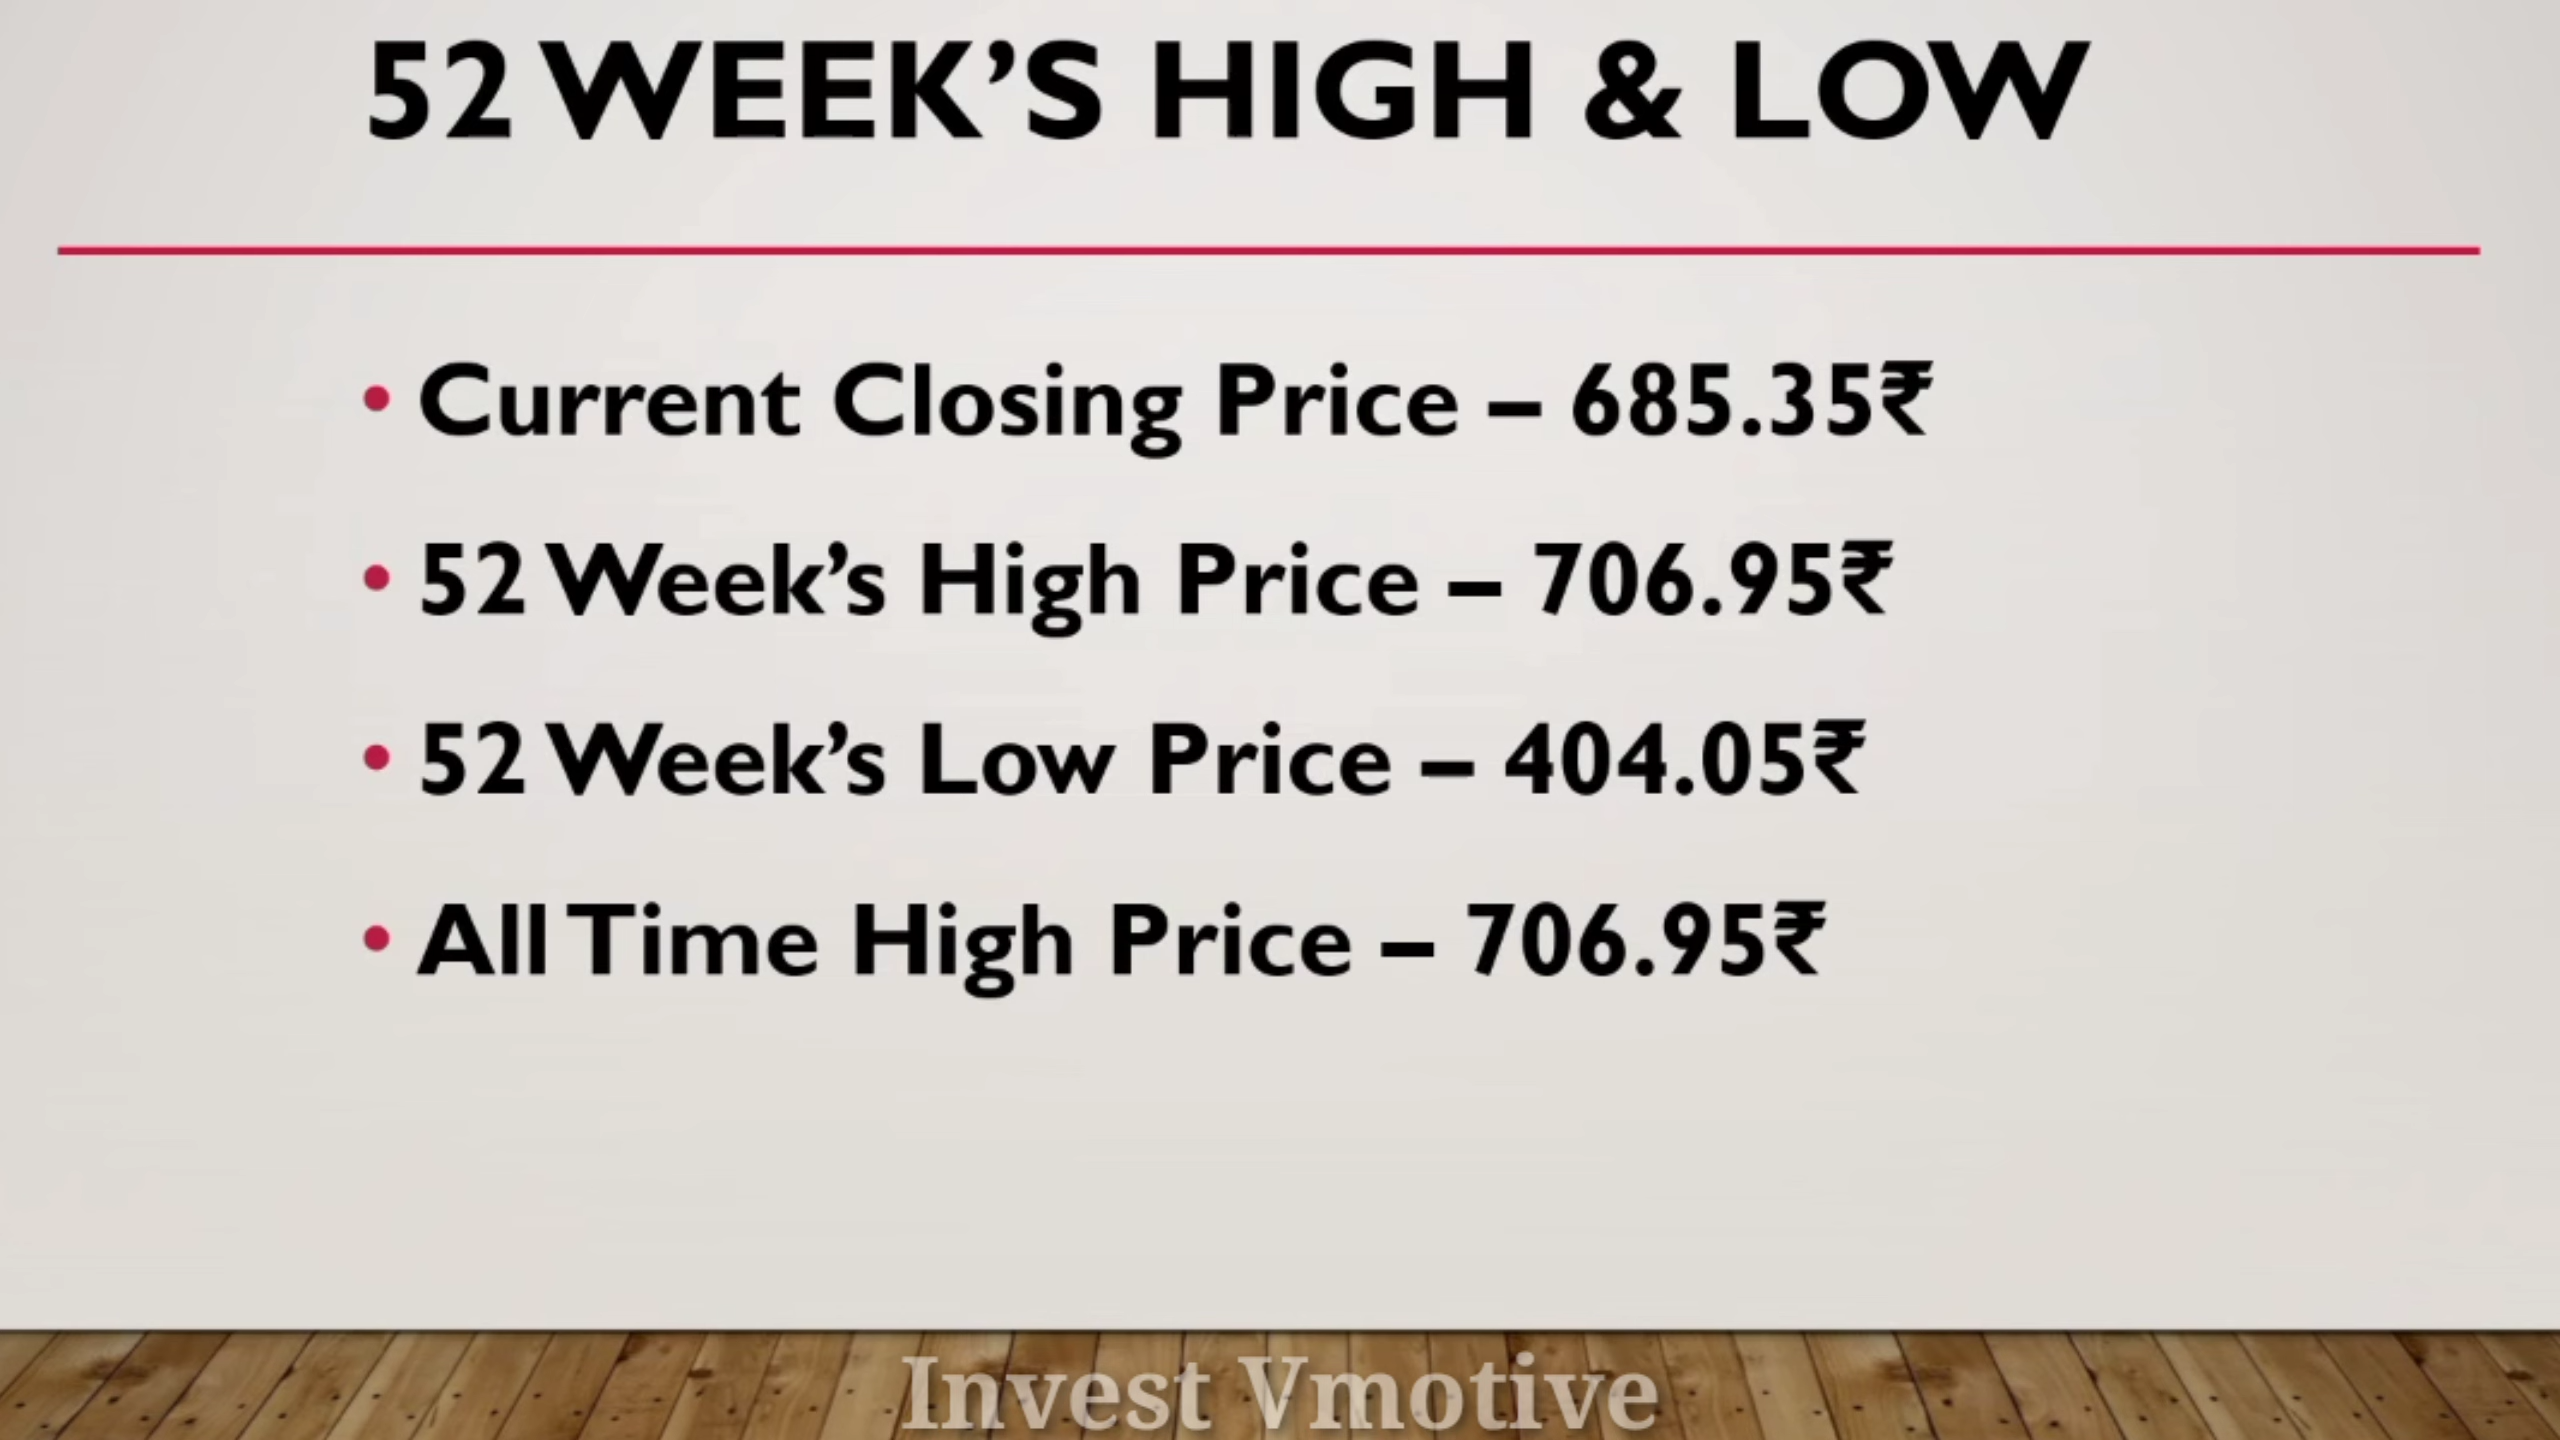 52 WEEK’S HIGH & LOW
• Current Closing Price – 685.35₹
• 52 Week’s High Price – 706.95₹
• 52 Week’s Low Price – 404.05₹
• All Time High Price – 706.95₹
Invest Vmotive